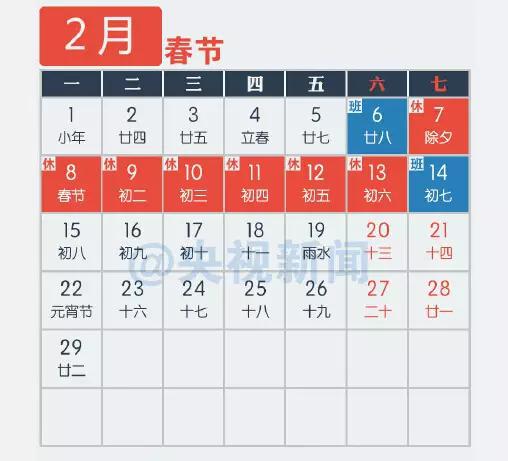 2月 春节
一 二 三 四 五 六 七
1 2 3 4 5 班 6 休 7
小年 廿四 廿五 立春 廿七 廿八 除夕
休 8 休 9 休 10 休 11 休 12 休 13 班 14
春节 初二 初三 初四 初五 初六 初七
15 16 17 18 19 20 21
初八 初九 初十 十一 雨水 十三 十四
@央视新闻
22 23 24 25 26 27 28
元宵节 十六 十七 十八 十九 二十 廿一
29
廿二